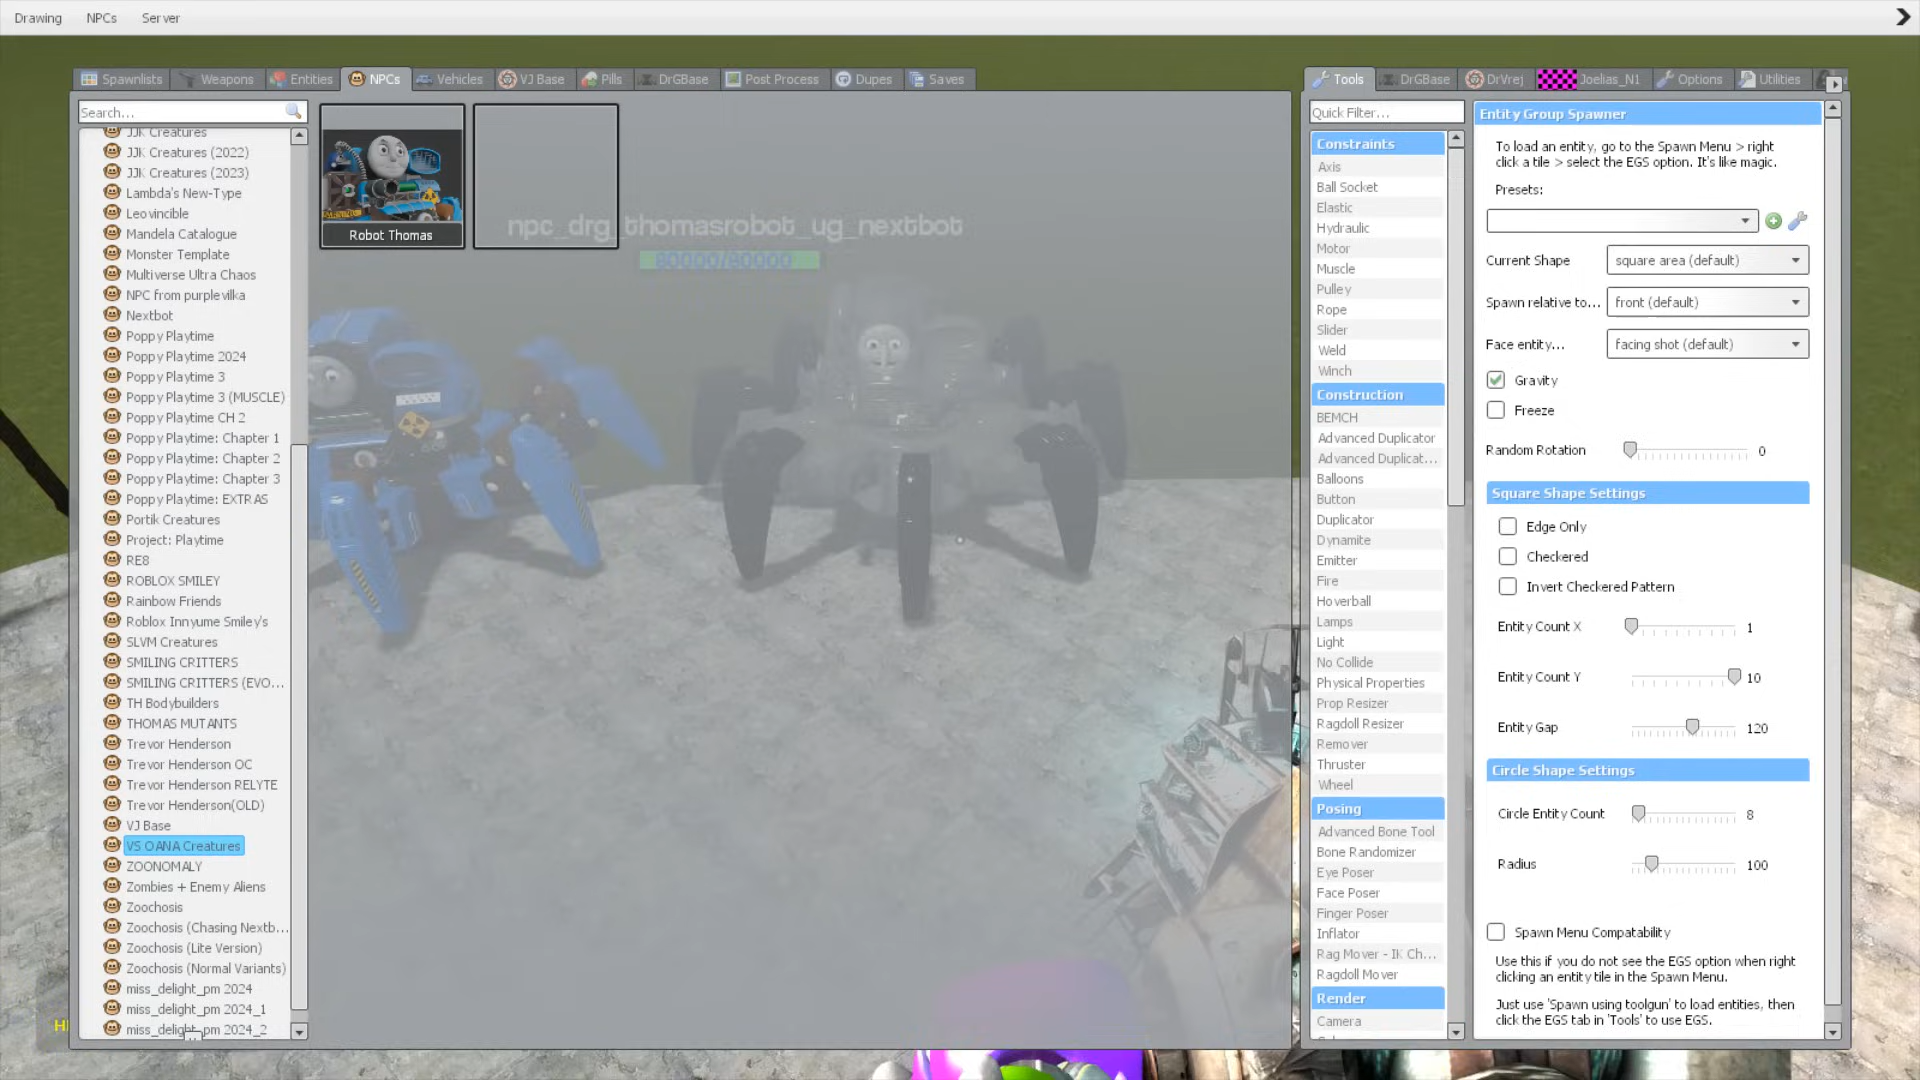 Drawing NPCs Server
Spawnlists Weapons Entities NPCs Vehicles VJ Base Pills DrGBase Post Process Dupes Saves
Search...
JJK Creatures
JJK Creatures (2022)
JJK Creatures (2023)
Lambda's New-Type
Leovincible
Mandela Catalogue
Monster Template
Multiverse Ultra Chaos
NPC from purplevilka
Nextbot
Poppy Playtime
Poppy Playtime 2024
Poppy Playtime 3
Poppy Playtime 3 (MUSCLE)
Poppy Playtime CH 2
Poppy Playtime: Chapter 1
Poppy Playtime: Chapter 2
Poppy Playtime: Chapter 3
Poppy Playtime: EXTRAS
Portik Creatures
Project: Playtime
RE8
ROBLOX SMILEY
Rainbow Friends
Roblox Innyume Smiley's
SLVM Creatures
SMILING CRITTERS
SMILING CRITTERS (EVO...
TH Bodybuilders
THOMAS MUTANTS
Trevor Henderson
Trevor Henderson OC
Trevor Henderson RELYTE
Trevor Henderson(OLD)
VJ Base
VS OANA Creatures
ZOONOMALY
Zombies + Enemy Aliens
Zoochosis
Zoochosis (Chasing Nextb...
Zoochosis (Lite Version)
Zoochosis (Normal Variants)
miss_delight_pm 2024
miss_delight_pm 2024_1
miss_delight_pm 2024_2
Robot Thomas
npc_drg_thomasrobot_ug_nextbot
Tools DrGBase DrVrej Joelias_N1 Options Utilities
Quick Filter...
Constraints
Axis
Ball Socket
Elastic
Hydraulic
Motor
Muscle
Pulley
Rope
Slider
Weld
Winch
Construction
BEMCH
Advanced Duplicator
Advanced Duplicat...
Balloons
Button
Duplicator
Dynamite
Emitter
Fire
Hoverball
Lamps
Light
No Collide
Physical Properties
Prop Resizer
Ragdoll Resizer
Remover
Thruster
Wheel
Posing
Advanced Bone Tool
Bone Randomizer
Eye Poser
Face Poser
Finger Poser
Inflator
Rag Mover - IK Ch...
Ragdoll Mover
Render
Camera
Entity Group Spawner
To load an entity, go to the Spawn Menu > right
click a tile > select the EGS option. It's like magic.
Presets:
Current Shape square area (default)
Spawn relative to... front (default)
Face entity... facing shot (default)
Gravity
Freeze
Random Rotation 0
Square Shape Settings
Edge Only
Checkered
Invert Checkered Pattern
Entity Count X 1
Entity Count Y 10
Entity Gap 120
Circle Shape Settings
Circle Entity Count 8
Radius 100
Spawn Menu Compatability
Use this if you do not see the EGS option when right
clicking an entity tile in the Spawn Menu.
Just use 'Spawn using toolgun' to load entities, then
click the EGS tab in 'Tools' to use EGS.